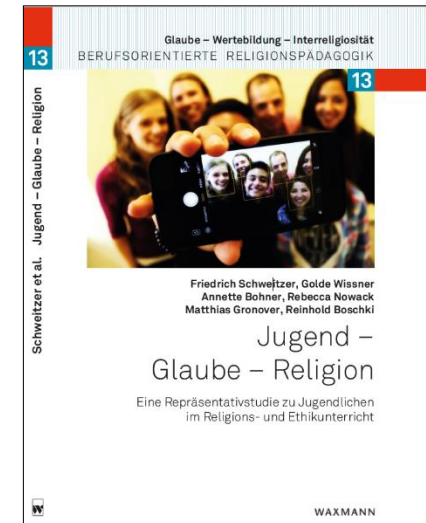 13
Schweitzer et al. Jugend – Glaube – Religion
Glaube – Wertebildung – Interreligiosität
BERUFSORIENTIERTE RELIGIONSPÄDAGOGIK
13
Friedrich Schweitzer, Golde Wissner
Annette Bohner, Rebecca Nowack
Matthias Gronover, Reinhold Boschki
Jugend –
Glaube – Religion
Eine Repräsentativstudie zu Jugendlichen
im Religions- und Ethikunterricht
W
WAXMANN